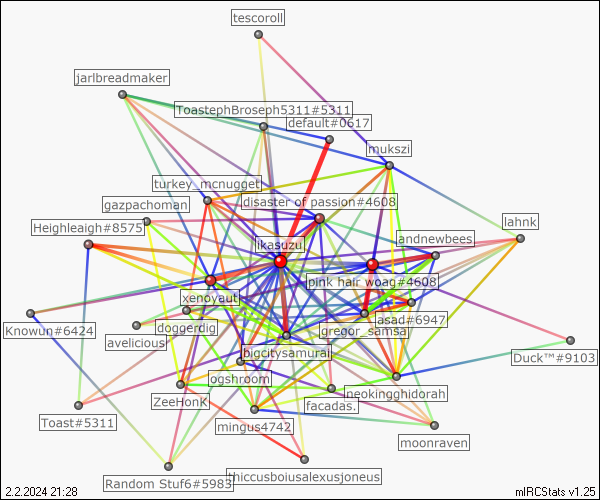 tescoroll
jarlbreadmaker
ToastephBroseph5311#5311
default#0617
mukszi
turkey_mcnugget
disaster of passion#4608
gazpachoman
lahnk
Heighleaigh#8575
andnewbees
ikasuzu
pink hair woag#4608
xenoyaut
lasad#6947
Knowun#6424
doggerdig
gregor_samsa
avelicious
bigcitysamurai
Duck™#9103
ogshroom
neokingghidorah
ZeeHonK
facadas.
Toast#5311
mingus4742
moonraven
Random Stuf6#5983
thiccusboiusalexusjoneus
2.2.2024 21:28
mIRCStats v1.25